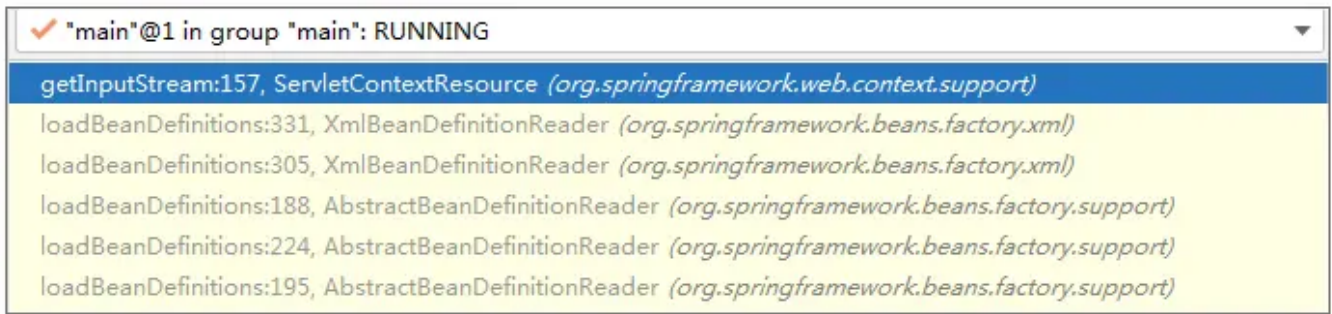 "main"@1 in group "main": RUNNING
getInputStream:157, ServletContextResource (org.springframework.web.context.support)
loadBeanDefinitions:331, XmlBeanDefinitionReader (org.springframework.beans.factory.xml)
loadBeanDefinitions:305, XmlBeanDefinitionReader (org.springframework.beans.factory.xml)
loadBeanDefinitions:188, AbstractBeanDefinitionReader (org.springframework.beans.factory.support)
loadBeanDefinitions:224, AbstractBeanDefinitionReader (org.springframework.beans.factory.support)
loadBeanDefinitions:195, AbstractBeanDefinitionReader (org.springframework.beans.factory.support)